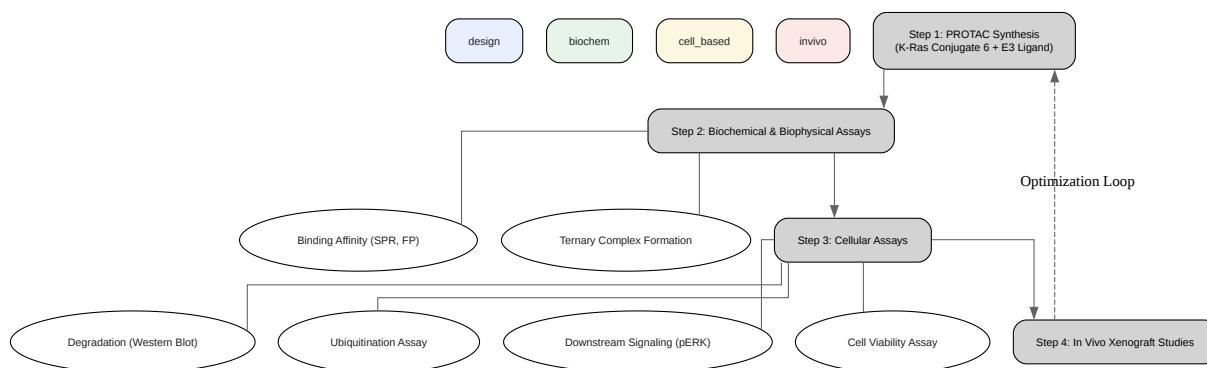 design
biochem
cell_based
invivo
Step 1: PROTAC Synthesis
(K-Ras Conjugate 6 + E3 Ligand)
Step 2: Biochemical & Biophysical Assays
Optimization Loop
Binding Affinity (SPR, FP)
Ternary Complex Formation
Step 3: Cellular Assays
Degradation (Western Blot)
Ubiquitination Assay
Downstream Signaling (pERK)
Cell Viability Assay
Step 4: In Vivo Xenograft Studies